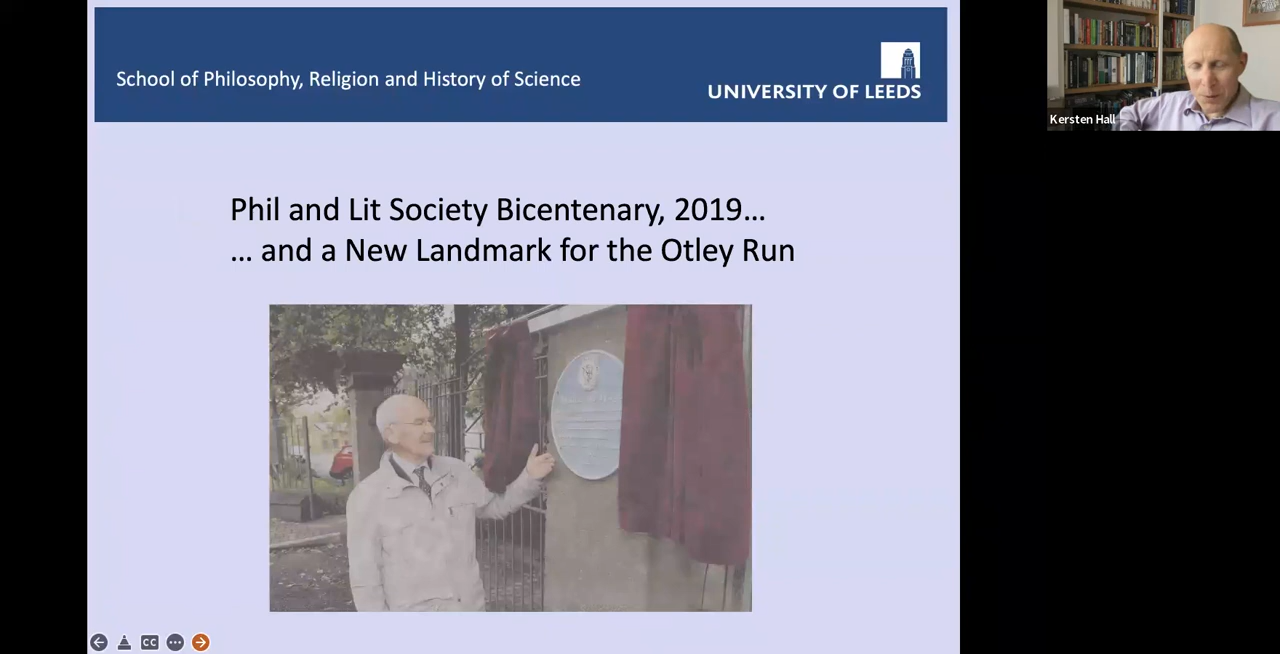 School of Philosophy, Religion and History of Science
UNIVERSITY OF LEEDS
Kersten Hall
Phil and Lit Society Bicentenary, 2019…
… and a New Landmark for the Otley Run
CC